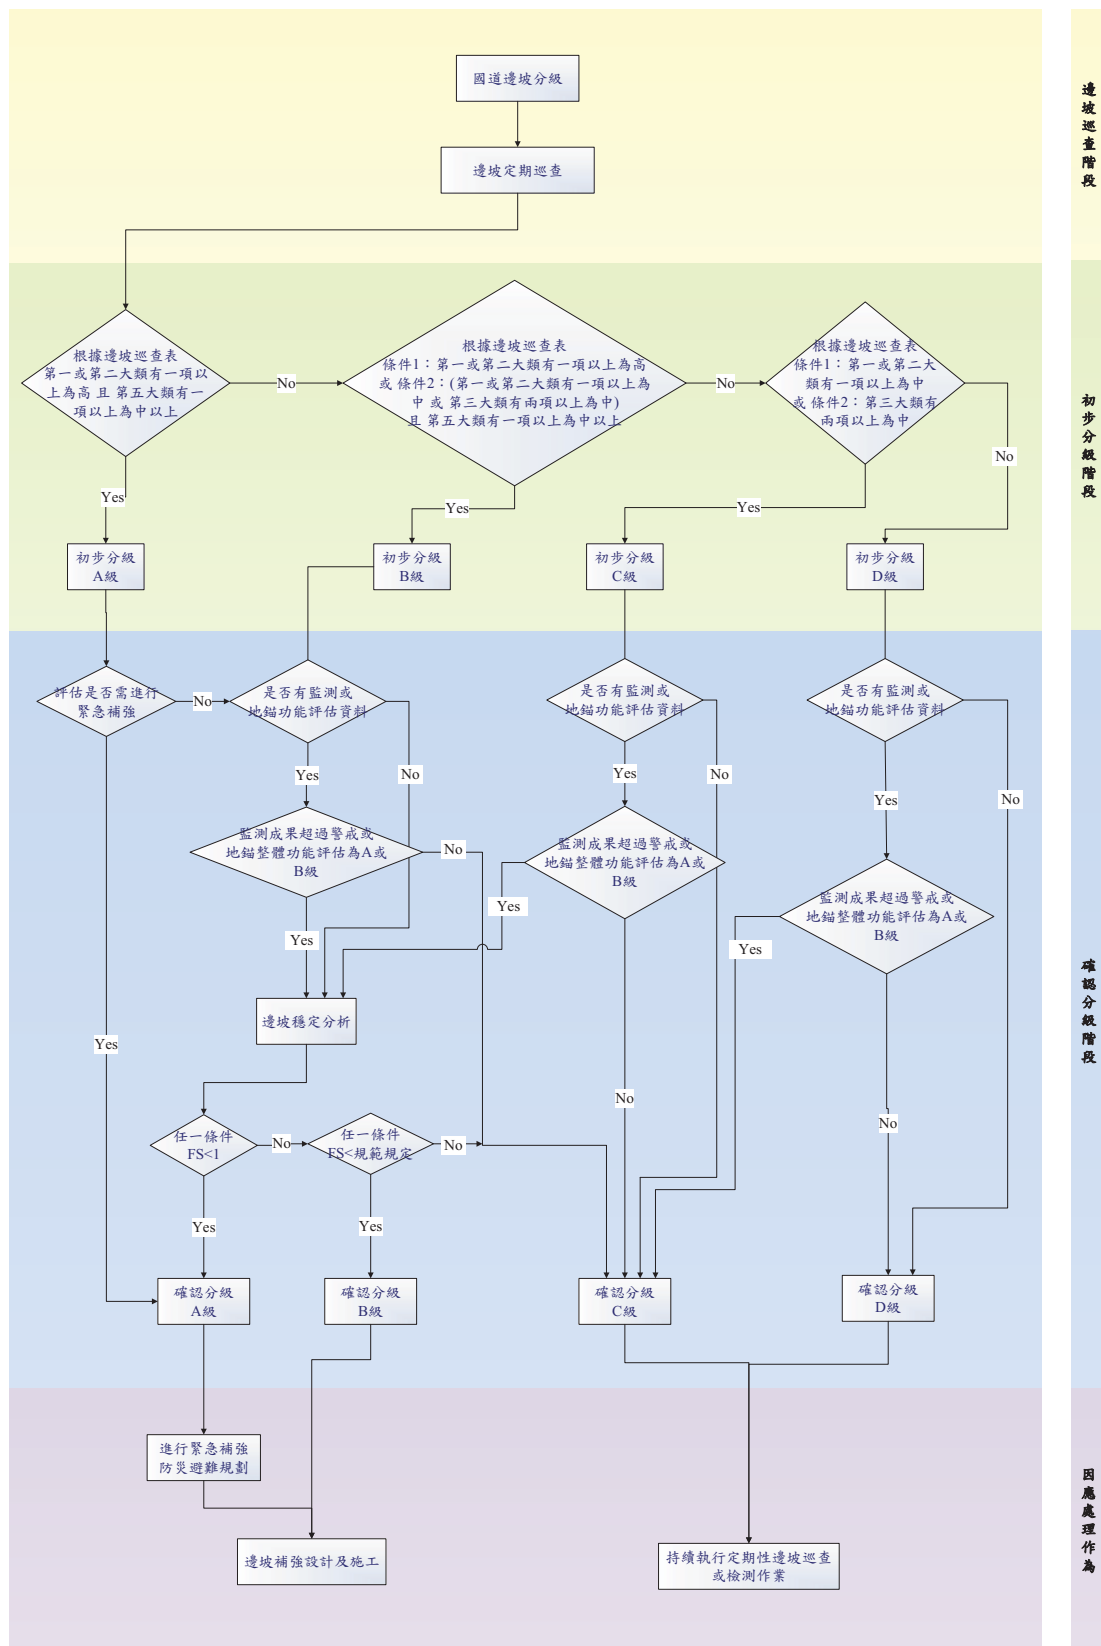 國道邊坡分級
邊坡定期巡查
邊坡巡查階段
根據邊坡巡查表
第一或第二大類有一項以
上為高 且 第五大類有一
項以上為中以上
No
根據邊坡巡查表
條件1：第一或第二大類有一項以上為高
或 條件2：(第一或第二大類有一項以上為
中 或 第三大類有兩項以上為中)
且 第五大類有一項以上為中以上
No
根據邊坡巡查表
條件1：第一或第二大
類有一項以上為中
或 條件2：第三大類有
兩項以上為中
No
Yes
Yes
Yes
初步分級
A級
初步分級
B級
初步分級
C級
初步分級
D級
初步分級階段
評估是否需進行
緊急補強
No
是否有監測或
地錨功能評估資料
是否有監測或
地錨功能評估資料
是否有監測或
地錨功能評估資料
Yes
No
Yes
No
Yes
No
監測成果超過警戒或
地錨整體功能評估為A或
B級
No
監測成果超過警戒或
地錨整體功能評估為A或
B級
監測成果超過警戒或
地錨整體功能評估為A或
B級
Yes
Yes
Yes
邊坡穩定分析
Yes
No
No
任一條件
FS<1
No
任一條件
FS<規範規定
No
Yes
Yes
確認分級
A級
確認分級
B級
確認分級
C級
確認分級
D級
確認分級階段
進行緊急補強
防災避難規劃
邊坡補強設計及施工
持續執行定期性邊坡巡查
或檢測作業
因應處理作為